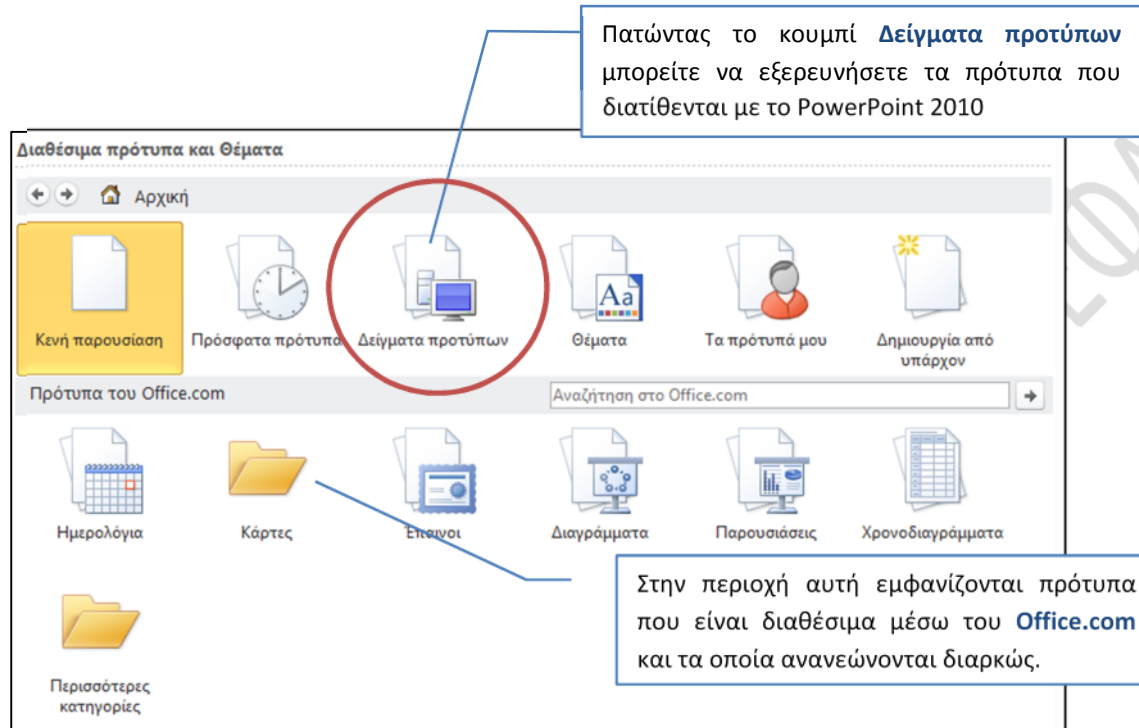 Πατώντας το κουμπί Δείγματα προτύπων
μπορείτε να εξερευνήσετε τα πρότυπα που
διατίθενται με το PowerPoint 2010
Διαθέσιμα πρότυπα και Θέματα
Αρχική
Κενή παρουσίαση
Πρόσφατα πρότυπα
Δείγματα προτύπων
Θέματα
Τα πρότυπά μου
Δημιουργία από
υπάρχον
Πρότυπα του Office.com
Αναζήτηση στο Office.com
Ημερολόγια
Κάρτες
Έπαινοι
Διαγράμματα
Παρουσιάσεις
Χρονοδιαγράμματα
Στην περιοχή αυτή εμφανίζονται πρότυπα
που είναι διαθέσιμα μέσω του Office.com
και τα οποία ανανεώνονται διαρκώς.
Περισσότερες
κατηγορίες